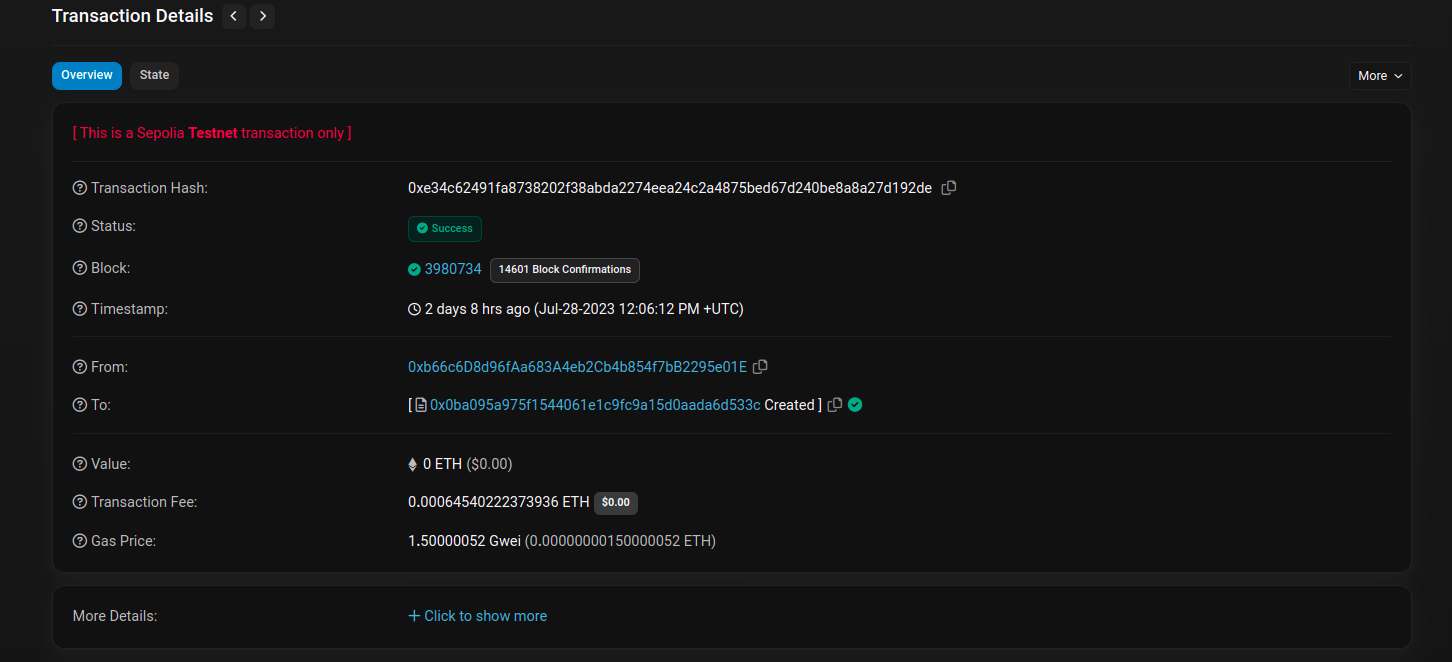 Transaction Details
Overview State More
[ This is a Sepolia Testnet transaction only ]
Transaction Hash: 0xe34c62491fa8738202f38abda2274eea24c2a4875bed67d240be8a8a27d192de
Status: Success
Block: 3980734 14601 Block Confirmations
Timestamp: 2 days 8 hrs ago (Jul-28-2023 12:06:12 PM +UTC)
From: 0xb66c6D8d96fAa683A4eb2Cb4b854f7bB2295e01E
To: [ 0x0ba095a975f1544061e1c9fc9a15d0aada6d533c Created ]
Value: 0 ETH ($0.00)
Transaction Fee: 0.00064540222373936 ETH $0.00
Gas Price: 1.50000052 Gwei (0.00000000150000052 ETH)
More Details: Click to show more